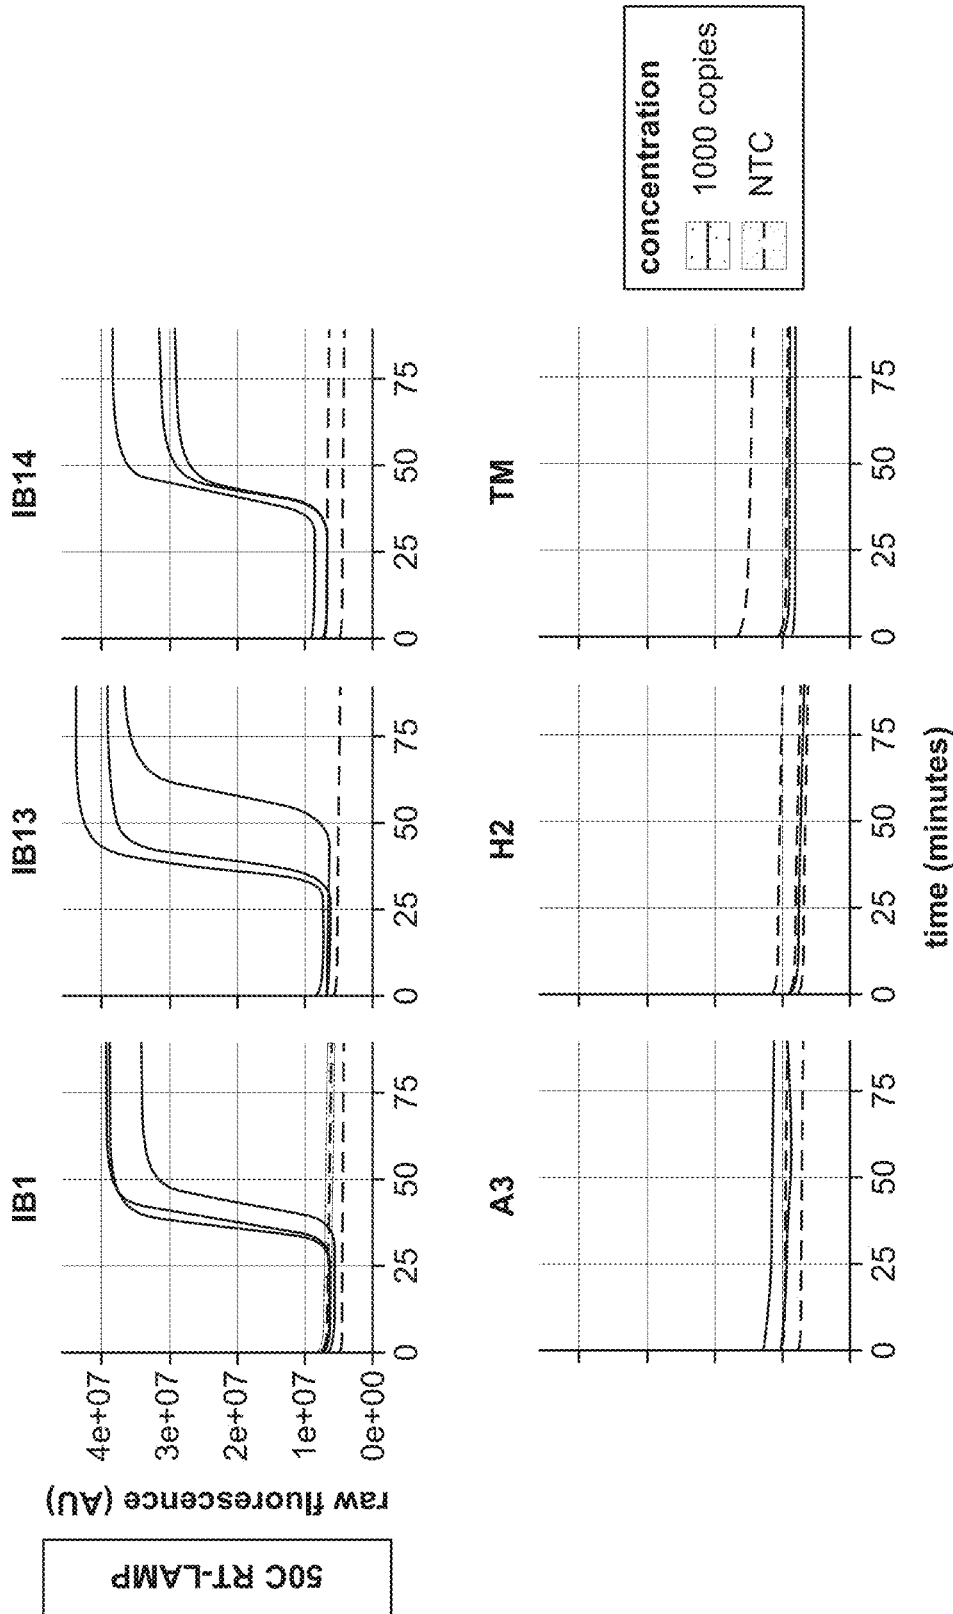 50C RT-LAMP
raw fluorescence (AU)
IB1
IB13
IB14
4e+07
3e+07
2e+07
1e+07
0e+00
0 25 50 75
0 25 50 75
0 25 50 75
A3
H2
TM
0 25 50 75
0 25 50 75
0 25 50 75
time (minutes)
concentration
1000 copies
NTC